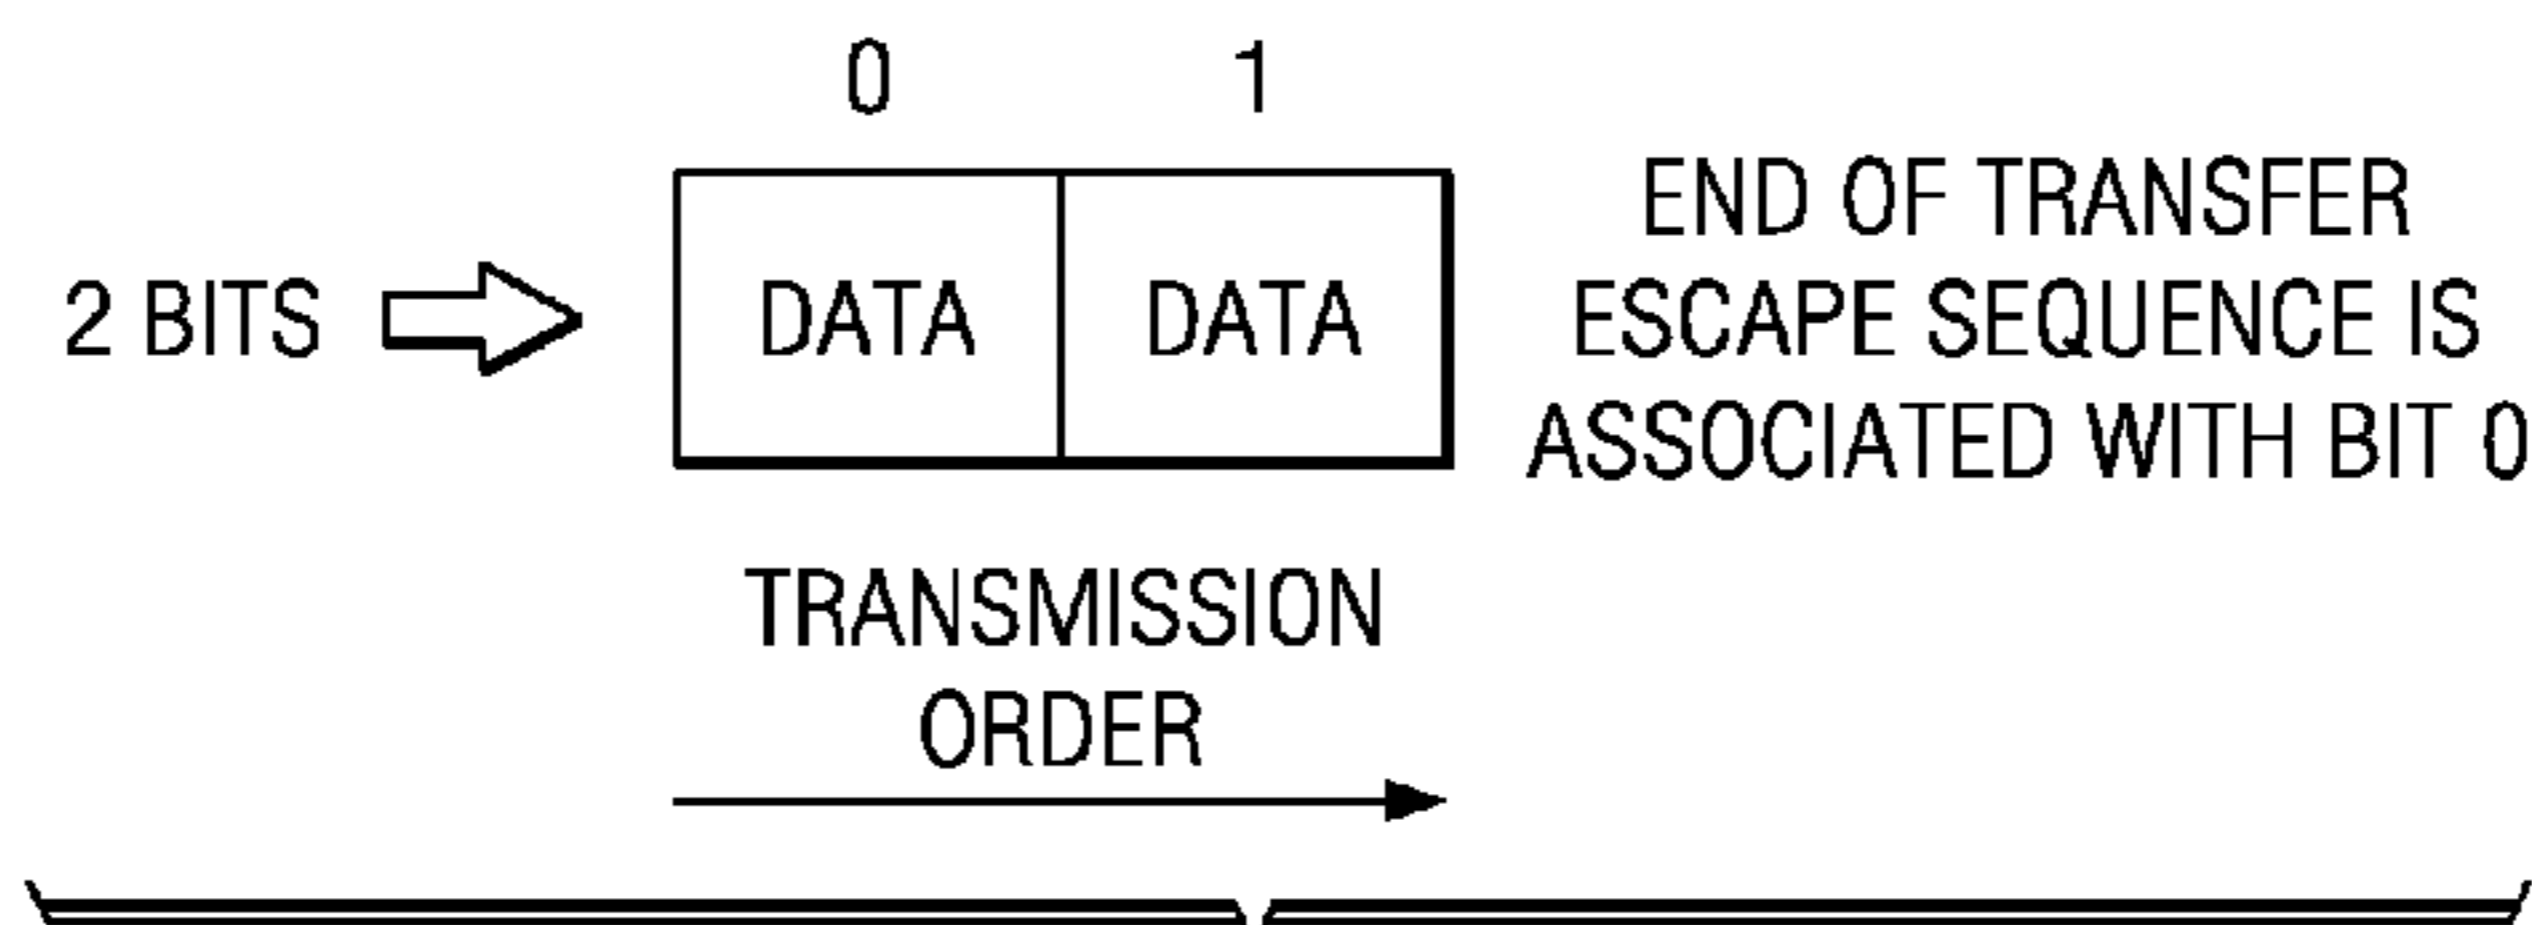 0 1
2 BITS
DATA DATA
END OF TRANSFER
ESCAPE SEQUENCE IS
ASSOCIATED WITH BIT 0
TRANSMISSION
ORDER